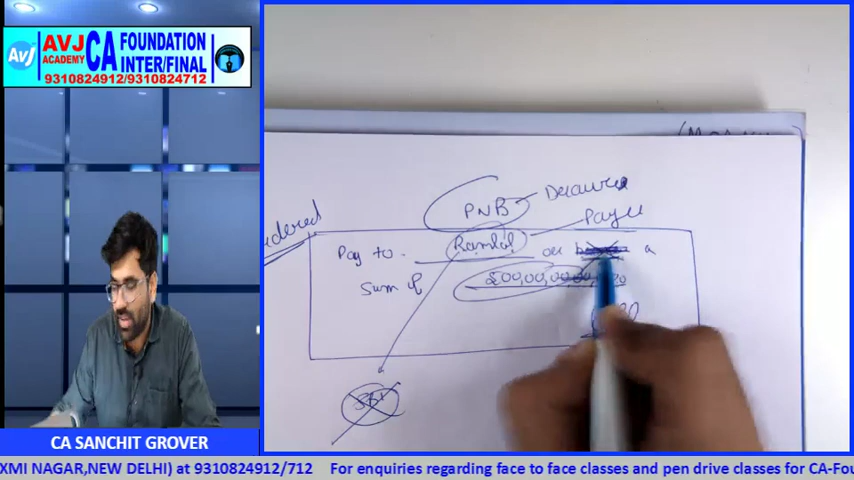 AVJ
ACADEMY
CA
FOUNDATION
INTER/FINAL
AVJ
9310824912/9310824712
PNB
Payee
Pay to. Ramlal or a
Sum of
SBI
CA SANCHIT GROVER
XMI NAGAR,NEW DELHI) at 9310824912/712 For enquiries regarding face to face classes and pen drive classes for CA-Fou